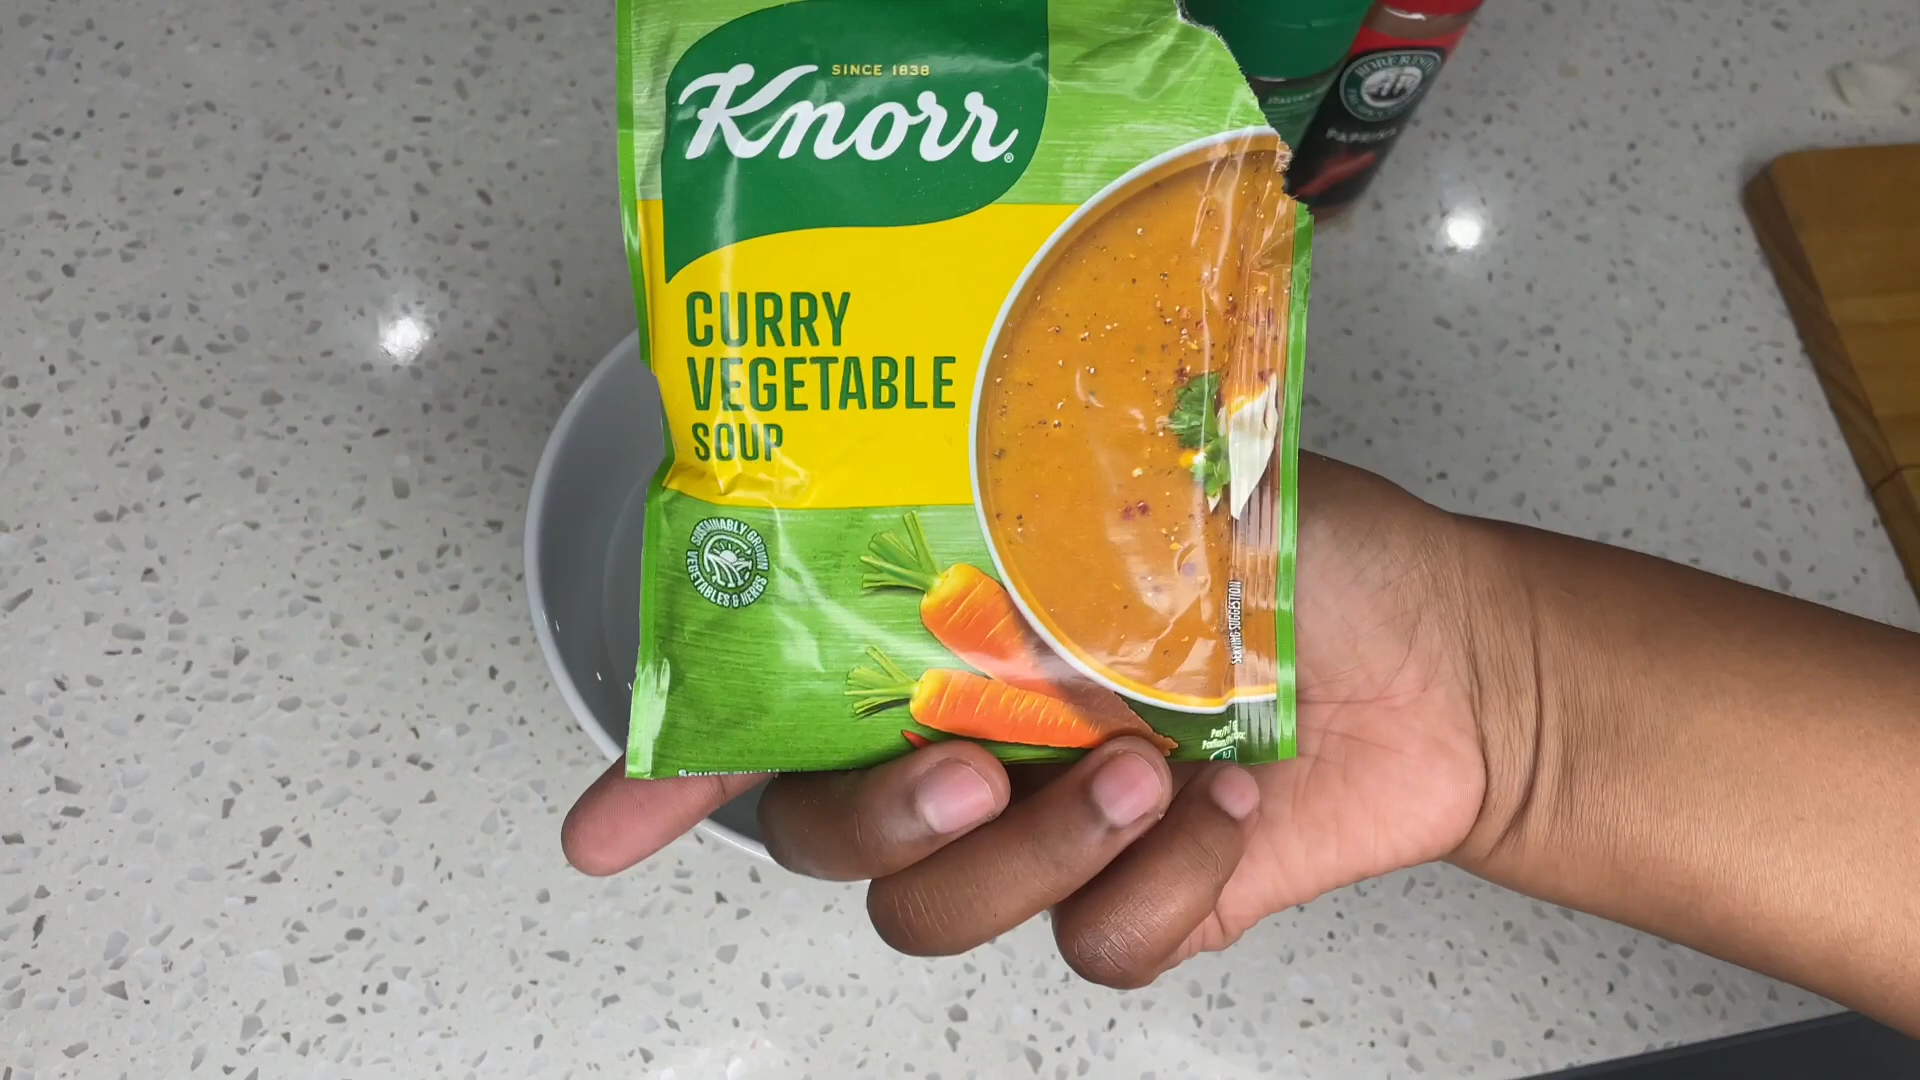 SINCE 1838
Knorr
CURRY
VEGETABLE
SOUP
SUSTAINABLY GROWN
VEGETABLES & HERBS
SERVING SUGGESTION
PAPRIKA